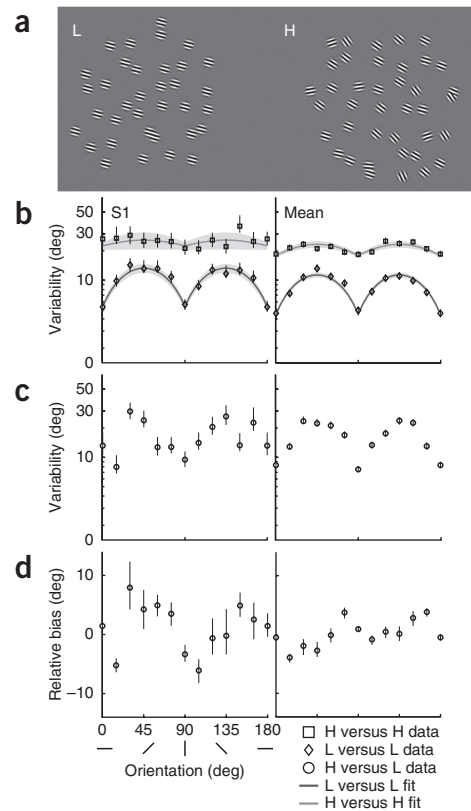 a
L
H
b
S1
Mean
Variability (deg)
50
30
10
0
c
Variability (deg)
50
30
10
0
d
Relative bias (deg)
10
0
−10
0
45
90
135
180
Orientation (deg)
H versus H data
L versus L data
H versus L data
L versus L fit
H versus H fit